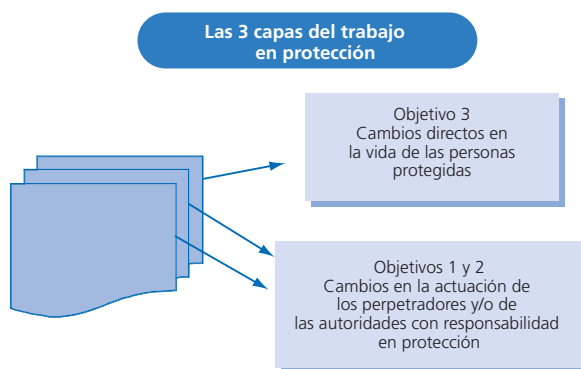 Las 3 capas del trabajo
en protección
Objetivo 3
Cambios directos en
la vida de las personas
protegidas
Objetivos 1 y 2
Cambios en la actuación de
los perpetradores y/o de
las autoridades con responsabilidad
en protección